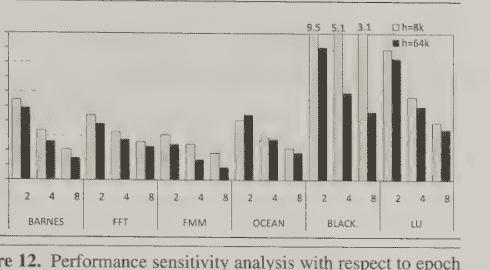 9.5 5.1 3.1 h=8k
h=64k
2 4 8 2 4 8 2 4 8 2 4 8 2 4 8 2 4 8
BARNES FFT FMM OCEAN BLACK. LU
re 12. Performance sensitivity analysis with respect to epoch